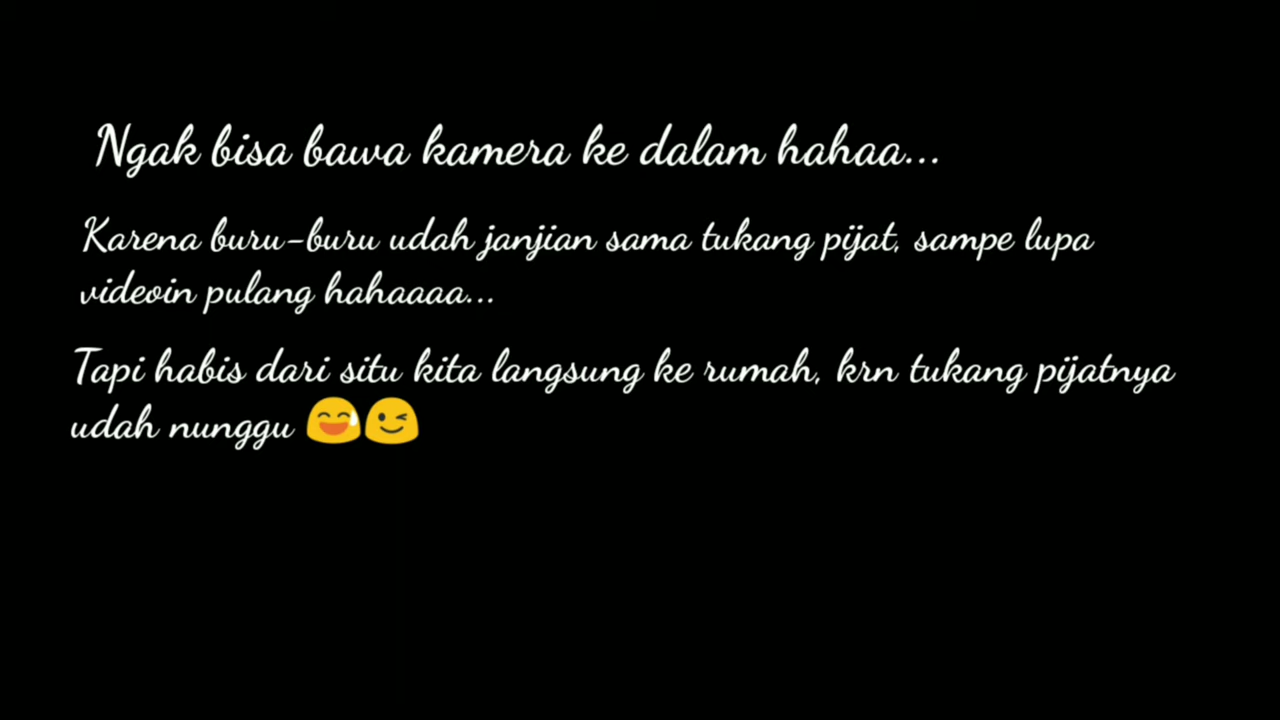 Ngak bisa bawa kamera ke dalam hahaa...
Karena buru-buru udah janjian sama tukang pijat, sampe lupa
videoin pulang hahaaaa...
Tapi habis dari situ kita langsung ke rumah, krn tukang pijatnya
udah nunggu 😅😉